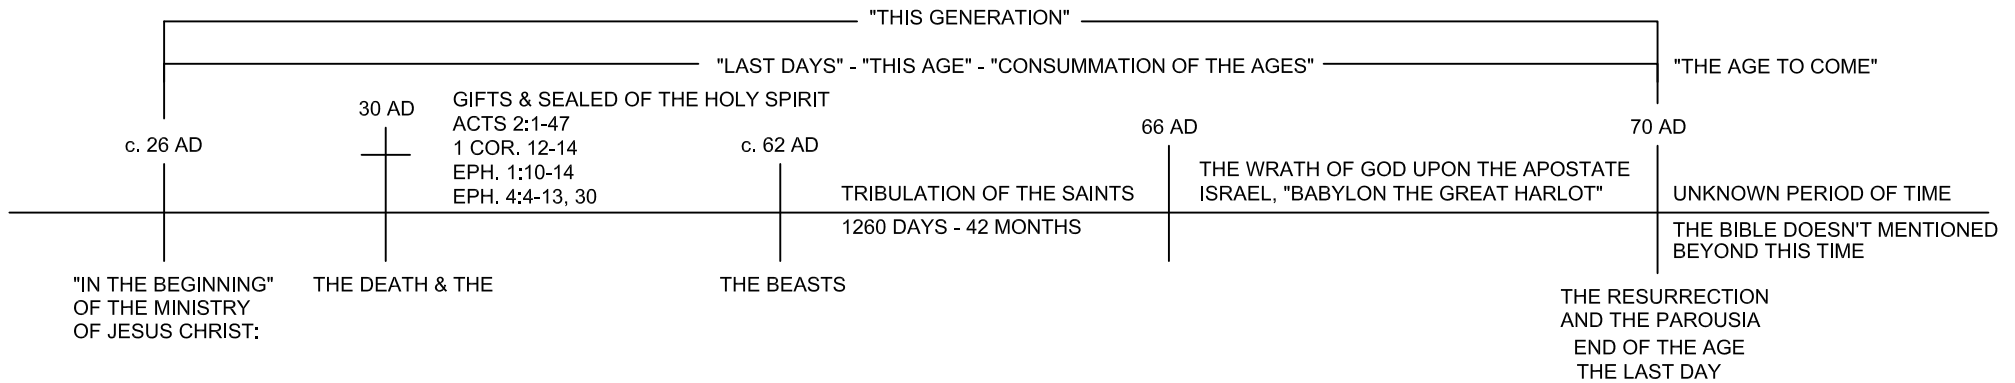 "THIS GENERATION"
"LAST DAYS" - "THIS AGE" - "CONSUMMATION OF THE AGES"
"THE AGE TO COME"
c. 26 AD
30 AD
GIFTS & SEALED OF THE HOLY SPIRIT
ACTS 2:1-47
1 COR. 12-14
EPH. 1:10-14
EPH. 4:4-13, 30
c. 62 AD
TRIBULATION OF THE SAINTS
1260 DAYS - 42 MONTHS
66 AD
THE WRATH OF GOD UPON THE APOSTATE
ISRAEL, "BABYLON THE GREAT HARLOT"
70 AD
UNKNOWN PERIOD OF TIME
THE BIBLE DOESN'T MENTIONED
BEYOND THIS TIME
"IN THE BEGINNING"
OF THE MINISTRY
OF JESUS CHRIST:
THE DEATH & THE
THE BEASTS
THE RESURRECTION
AND THE PAROUSIA
END OF THE AGE
THE LAST DAY